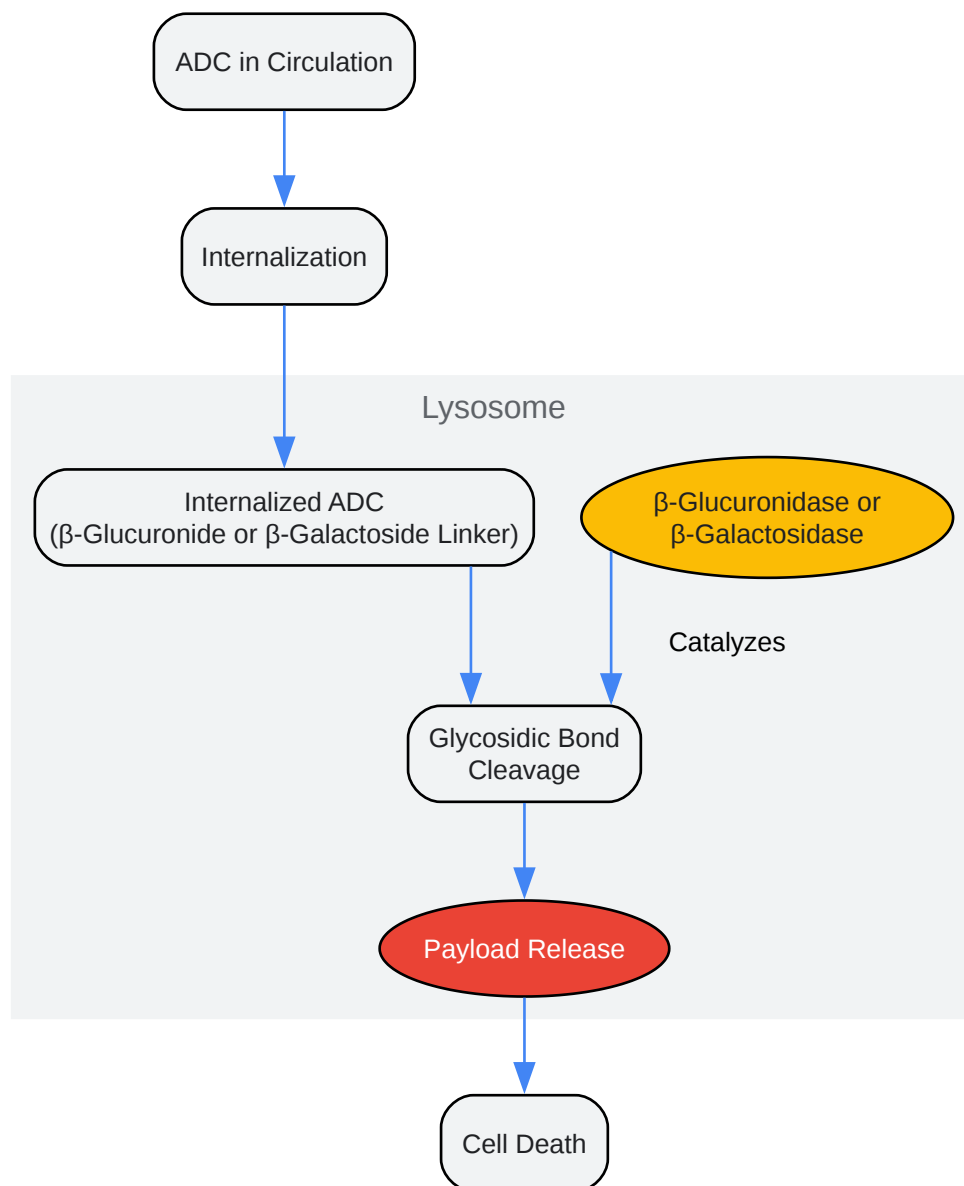 ADC in Circulation
Internalization
Lysosome
Internalized ADC
(β-Glucuronide or β-Galactoside Linker)
β-Glucuronidase or
β-Galactosidase
Catalyzes
Glycosidic Bond
Cleavage
Payload Release
Cell Death